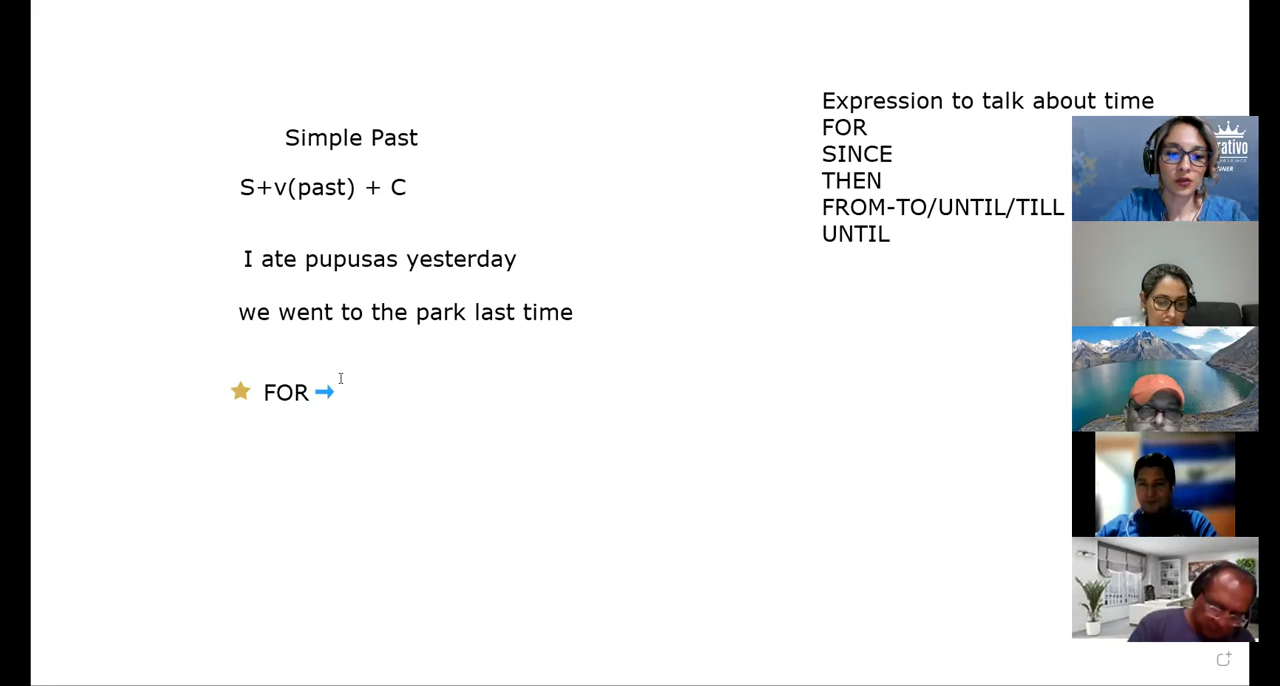 Simple Past
S+v(past) + C
I ate pupusas yesterday
we went to the park last time
FOR
Expression to talk about time
FOR
SINCE
THEN
FROM-TO/UNTIL/TILL
UNTIL